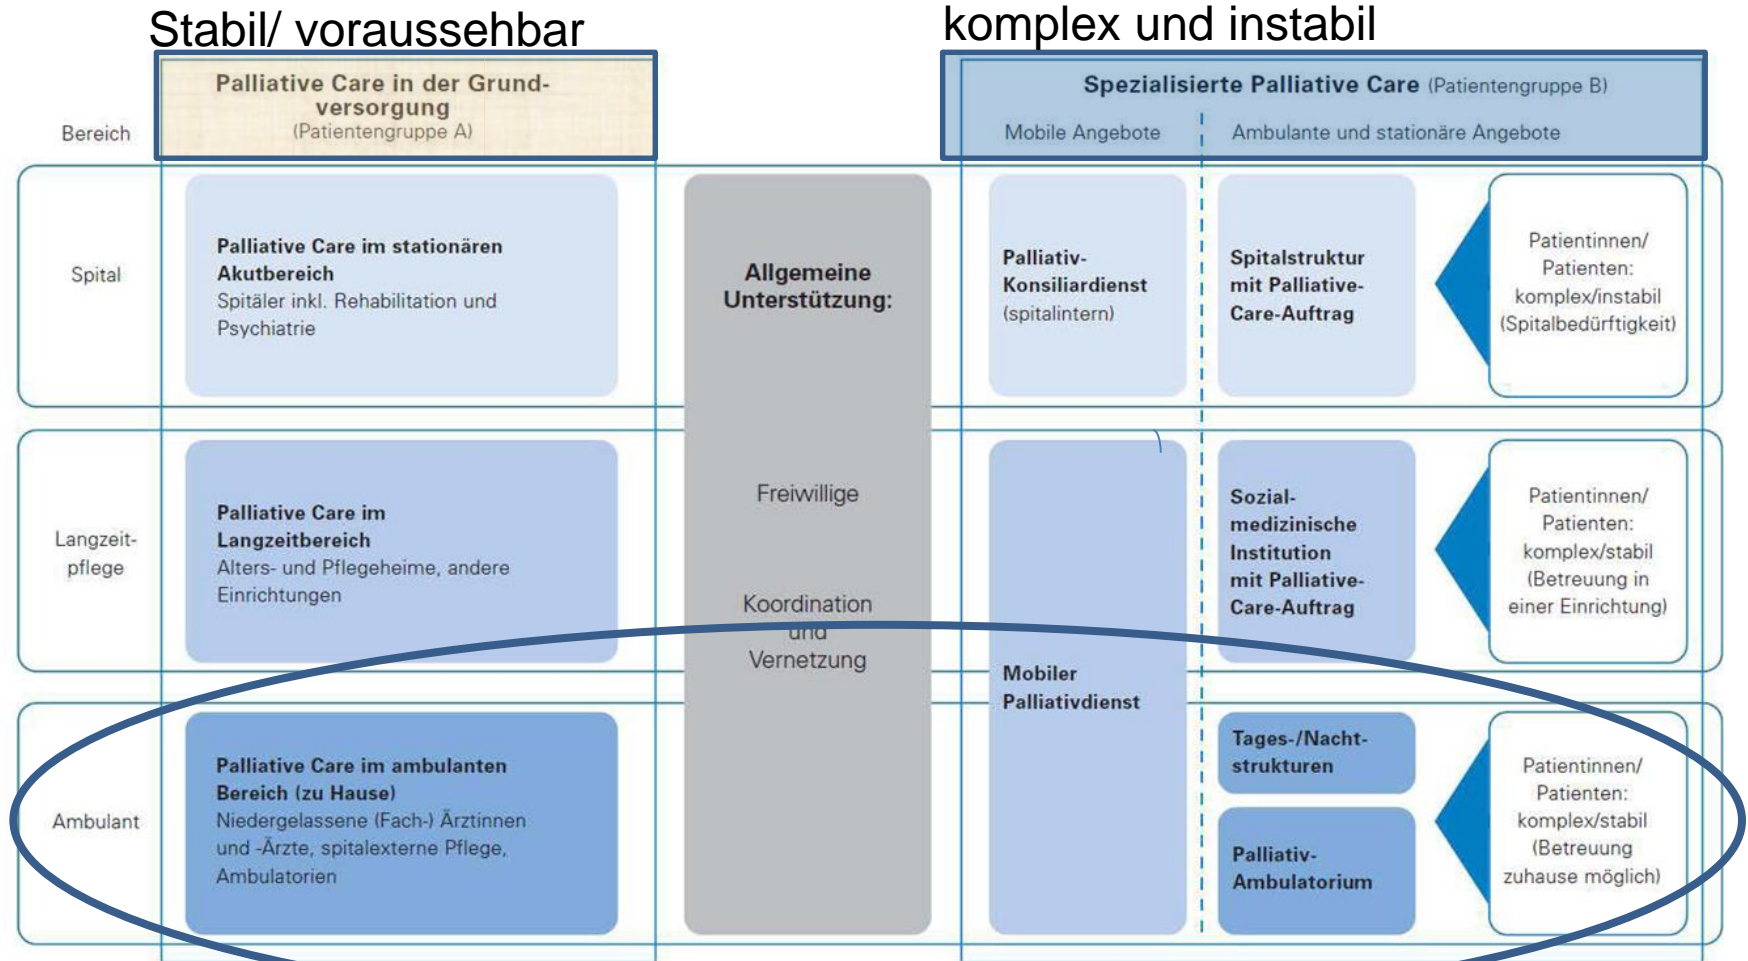 Stabil/ voraussehbar
komplex und instabil
Bereich
Palliative Care in der Grund-
versorgung
(Patientengruppe A)
Spezialisierte Palliative Care (Patientengruppe B)
Mobile Angebote
Ambulante und stationäre Angebote
Spital
Palliative Care im stationären
Akutbereich
Spitäler inkl. Rehabilitation und
Psychiatrie
Allgemeine
Unterstützung:
Freiwillige
Koordination
und
Vernetzung
Palliativ-
Konsiliardienst
(spitalintern)
Spitalstruktur
mit Palliative-
Care-Auftrag
Patientinnen/
Patienten:
komplex/instabil
(Spitalbedürftigkeit)
Langzeit-
pflege
Palliative Care im
Langzeitbereich
Alters- und Pflegeheime, andere
Einrichtungen
Mobiler
Palliativdienst
Sozial-
medizinische
Institution
mit Palliative-
Care-Auftrag
Patientinnen/
Patienten:
komplex/stabil
(Betreuung in
einer Einrichtung)
Ambulant
Palliative Care im ambulanten
Bereich (zu Hause)
Niedergelassene (Fach-) Ärztinnen
und -Ärzte, spitalexterne Pflege,
Ambulatorien
Tages-/Nacht-
strukturen
Palliativ-
Ambulatorium
Patientinnen/
Patienten:
komplex/stabil
(Betreuung
zuhause möglich)